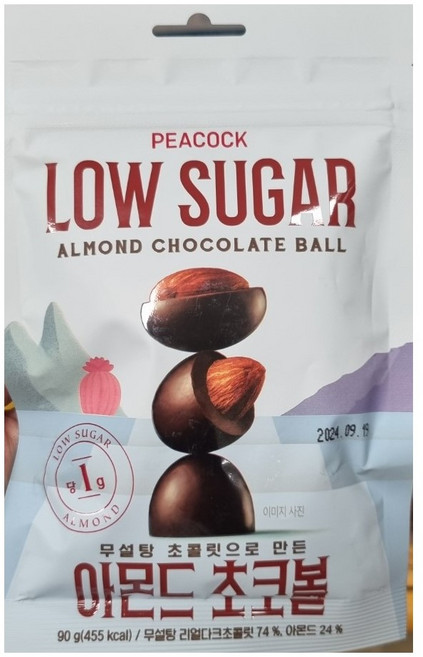 PEACOCK
LOW SUGAR
ALMOND CHOCOLATE BALL
2024.09.19
LOW SUGAR
당 1g
ALMOND
이미지 사진
무설탕 초콜릿으로 만든
아몬드 초코볼
90 g(455 kcal) / 무설탕 리얼다크초콜릿 74 %, 아몬드 24 %